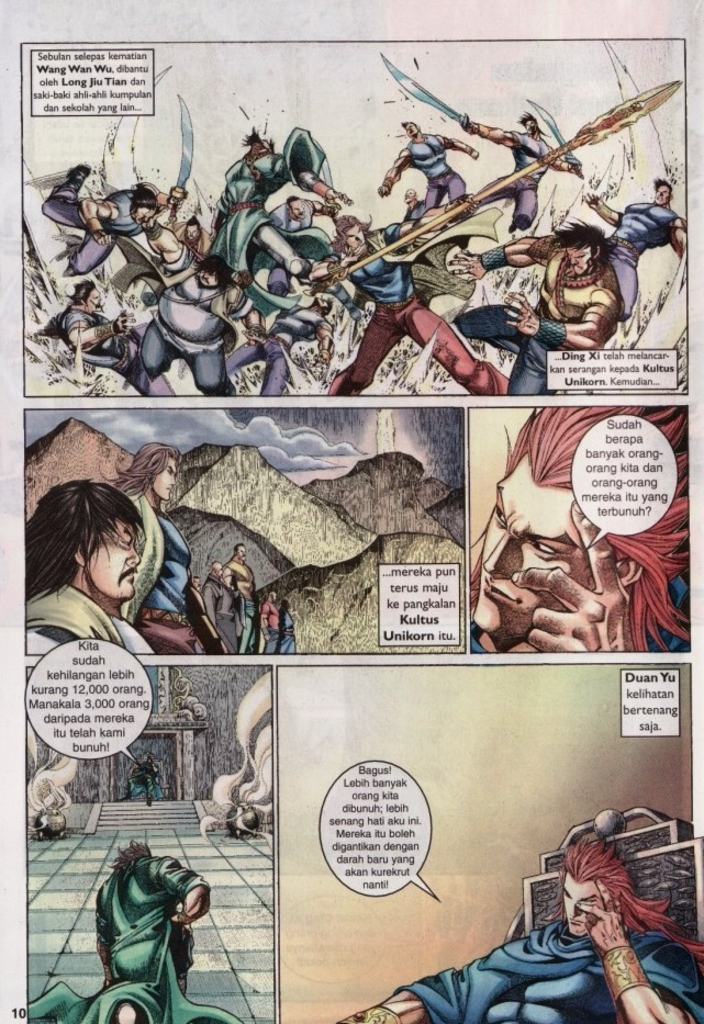 Sebulan selepas kematian
Wang Wan Wu, dibantu
oleh Long Jiu Tian dan
saki-baki ahli-ahli kumpulan
dan sekolah yang lain...
...Ding Xi telah melancar-
kan serangan kepada Kultus
Unikorn. Kemudian...
...mereka pun
terus maju
ke pangkalan
Kultus
Unikorn itu.
Sudah
berapa
banyak orang-
orang kita dan
orang-orang
mereka itu yang
terbunuh?
Kita
sudah
kehilangan lebih
kurang 12,000 orang.
Manakala 3,000 orang
daripada mereka
itu telah kami
bunuh!
Duan Yu
kelihatan
bertenang
saja.
Bagus!
Lebih banyak
orang kita
dibunuh; lebih
senang hati aku ini.
Mereka itu boleh
digantikan dengan
darah baru yang
akan kurekrut
nanti!
10